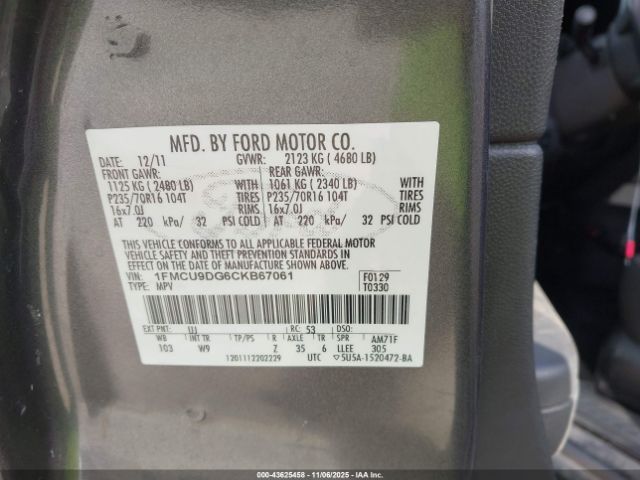 MFD. BY FORD MOTOR CO.
DATE: 12/11 GVWR: 2123 KG ( 4680 LB)
FRONT GAWR: REAR GAWR:
1125 KG ( 2480 LB) WITH 1061 KG ( 2340 LB) WITH
P235/70R16 104T TIRES P235/70R16 104T TIRES
16x7.0J RIMS 16x7.0J RIMS
AT 220 kPa/ 32 PSI COLD AT 220 kPa/ 32 PSI COLD
THIS VEHICLE CONFORMS TO ALL APPLICABLE FEDERAL MOTOR
VEHICLE SAFETY AND THEFT PREVENTION STANDARDS IN
EFFECT ON THE DATE OF MANUFACTURE SHOWN ABOVE.
VIN: 1FMCU9DG6CKB67061 F0129
TYPE: MPV T0330
EXT PNT: UJ RC: 53 DSO:
WB INT TR TP/PS R AXLE TR SPR AM71F
103 W9 Z 35 6 LLEE 305
1201112202229 UTC ▽5U5A-1520472-BA
© IAA 43625458 - 11/06/2025 - IAAI.COM